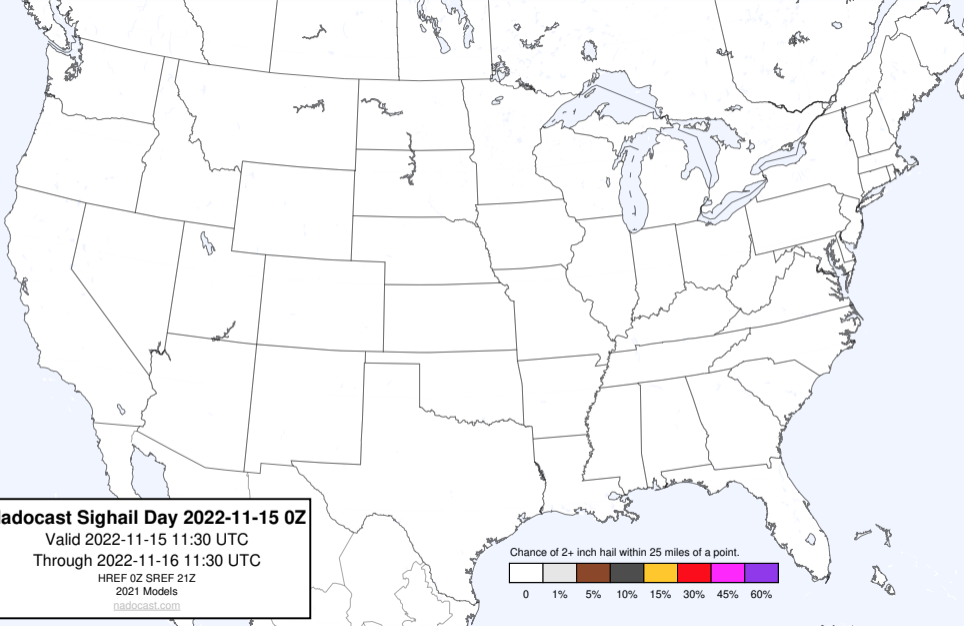 adocast Sighail Day 2022-11-15 0Z
Valid 2022-11-15 11:30 UTC
Through 2022-11-16 11:30 UTC
HREF 0Z SREF 21Z
2021 Models
nadocast.com
Chance of 2+ inch hail within 25 miles of a point.
0 1% 5% 10% 15% 30% 45% 60%